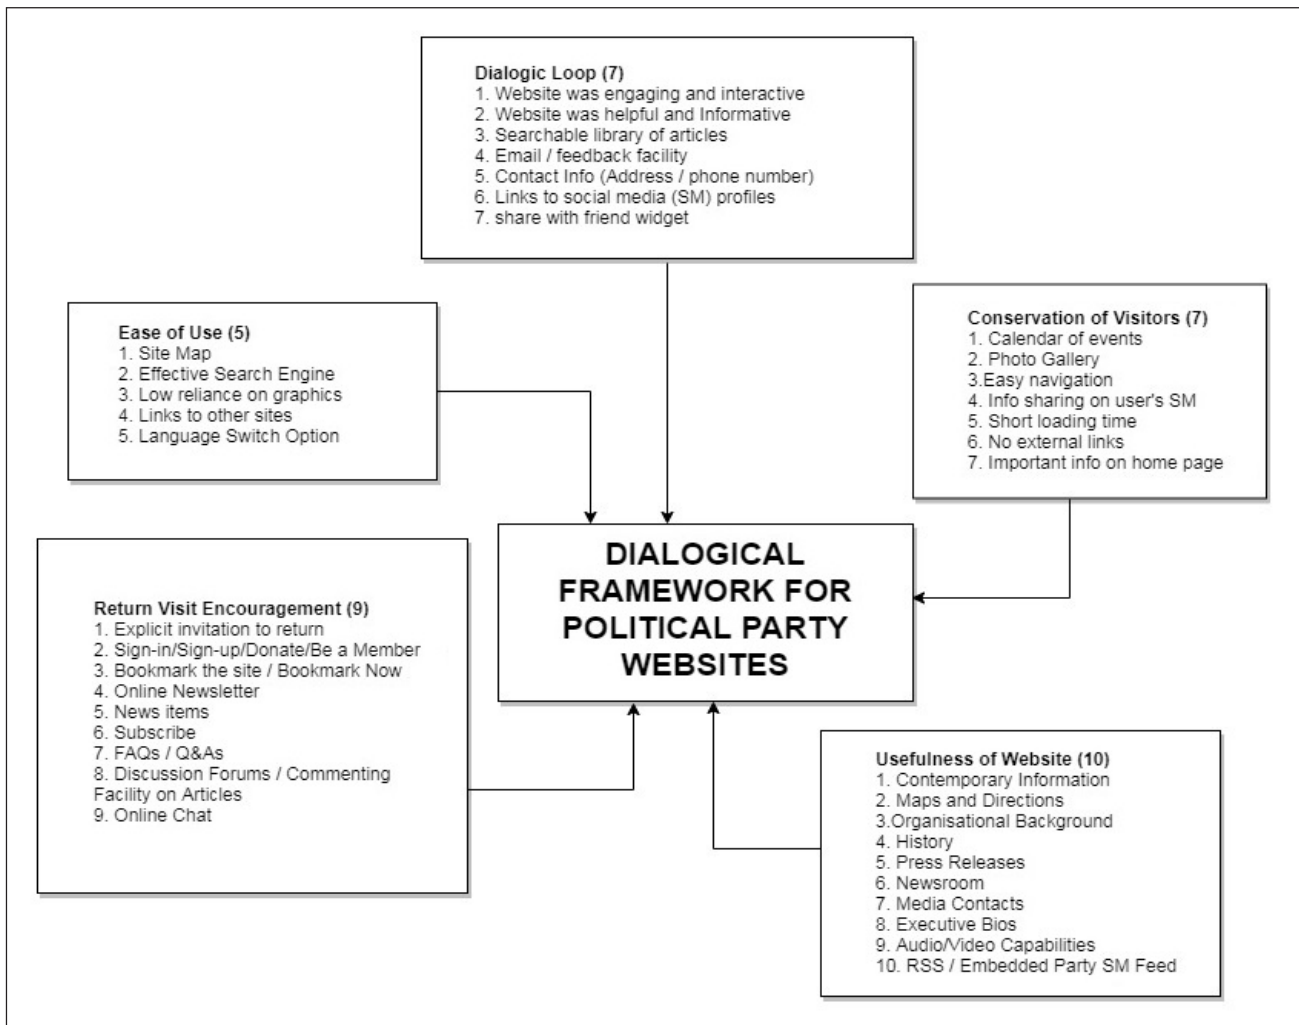 Dialogic Loop (7)
1. Website was engaging and interactive
2. Website was helpful and Informative
3. Searchable library of articles
4. Email / feedback facility
5. Contact Info (Address / phone number)
6. Links to social media (SM) profiles
7. share with friend widget
Ease of Use (5)
1. Site Map
2. Effective Search Engine
3. Low reliance on graphics
4. Links to other sites
5. Language Switch Option
Conservation of Visitors (7)
1. Calendar of events
2. Photo Gallery
3.Easy navigation
4. Info sharing on user's SM
5. Short loading time
6. No external links
7. Important info on home page
DIALOGICAL
FRAMEWORK FOR
POLITICAL PARTY
WEBSITES
Return Visit Encouragement (9)
1. Explicit invitation to return
2. Sign-in/Sign-up/Donate/Be a Member
3. Bookmark the site / Bookmark Now
4. Online Newsletter
5. News items
6. Subscribe
7. FAQs / Q&As
8. Discussion Forums / Commenting
Facility on Articles
9. Online Chat
Usefulness of Website (10)
1. Contemporary Information
2. Maps and Directions
3.Organisational Background
4. History
5. Press Releases
6. Newsroom
7. Media Contacts
8. Executive Bios
9. Audio/Video Capabilities
10. RSS / Embedded Party SM Feed